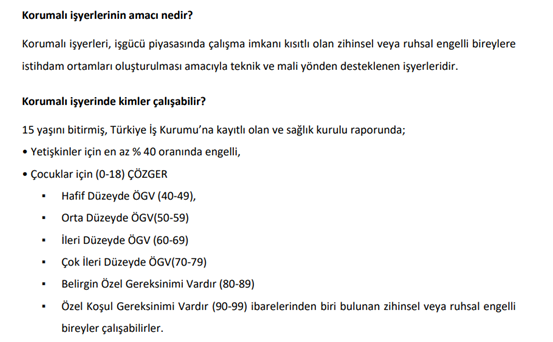 Korumalı işyerlerinin amacı nedir?
Korumalı işyerleri, işgücü piyasasında çalışma imkanı kısıtlı olan zihinsel veya ruhsal engelli bireylere
istihdam ortamları oluşturulması amacıyla teknik ve mali yönden desteklenen işyerleridir.
Korumalı işyerinde kimler çalışabilir?
15 yaşını bitirmiş, Türkiye İş Kurumu’na kayıtlı olan ve sağlık kurulu raporunda;
• Yetişkinler için en az % 40 oranında engelli,
• Çocuklar için (0-18) ÇÖZGER
▪ Hafif Düzeyde ÖGV (40-49),
▪ Orta Düzeyde ÖGV(50-59)
▪ İleri Düzeyde ÖGV (60-69)
▪ Çok İleri Düzeyde ÖGV(70-79)
▪ Belirgin Özel Gereksinimi Vardır (80-89)
▪ Özel Koşul Gereksinimi Vardır (90-99) ibarelerinden biri bulunan zihinsel veya ruhsal engelli
bireyler çalışabilirler.